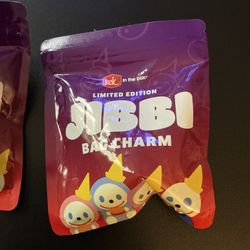 Jack in the box
LIMITED EDITION
JIBBI
BAG CHARM